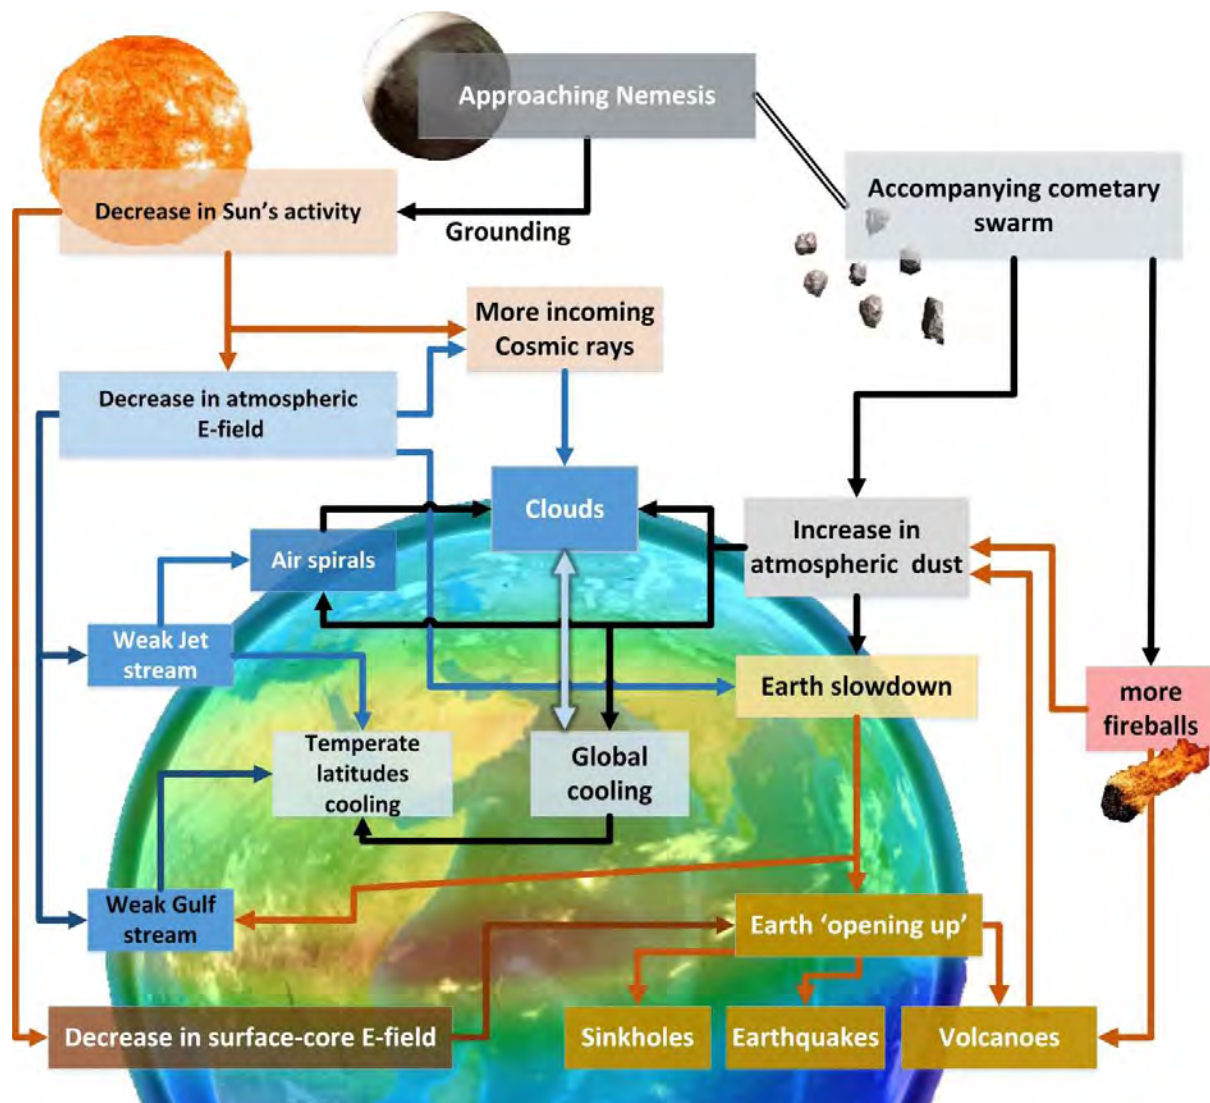 Approaching Nemesis
Accompanying cometary
swarm
Decrease in Sun's activity
Grounding
More incoming
Cosmic rays
Decrease in atmospheric
E-field
Clouds
Increase in
atmospheric dust
Air spirals
Weak Jet
stream
Earth slowdown
more
fireballs
Temperate
latitudes
cooling
Global
cooling
Weak Gulf
stream
Earth ‘opening up’
Decrease in surface-core E-field
Sinkholes
Earthquakes
Volcanoes